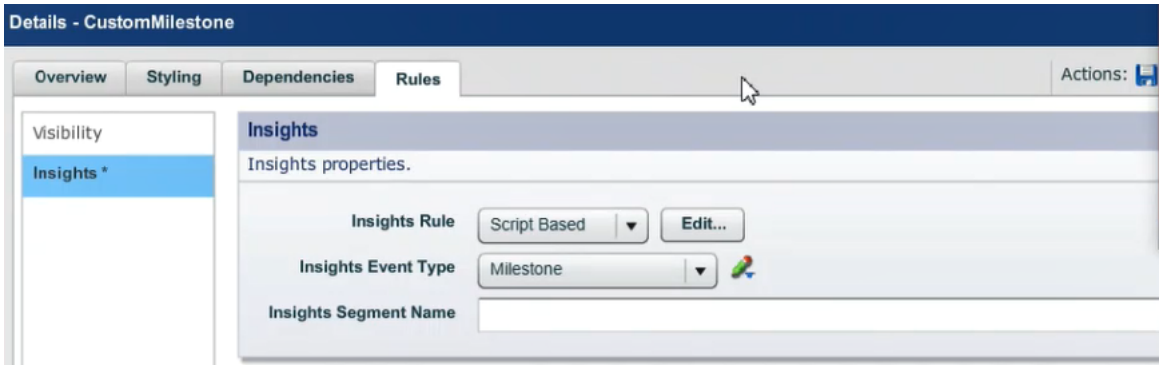 Details - CustomMilestone
Overview Styling Dependencies Rules Actions:
Visibility
Insights *
Insights
Insights properties.
Insights Rule Script Based Edit...
Insights Event Type Milestone
Insights Segment Name